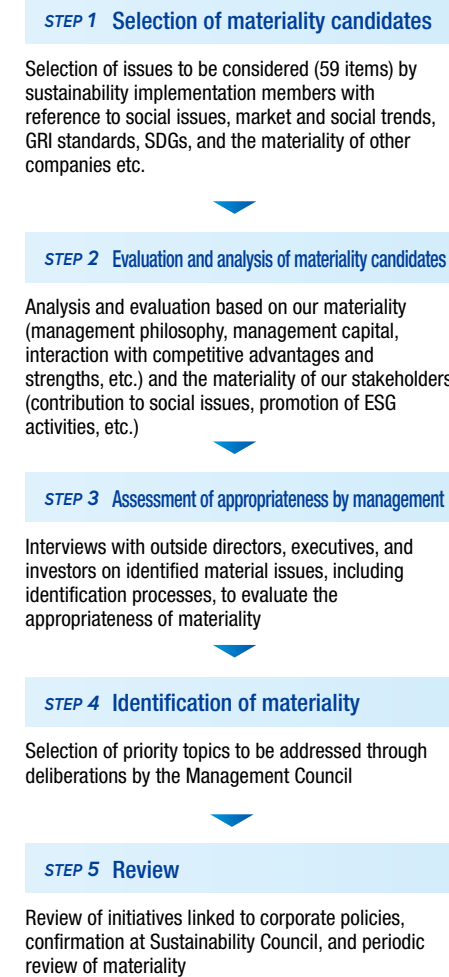 STEP 1 Selection of materiality candidates
Selection of issues to be considered (59 items) by
sustainability implementation members with
reference to social issues, market and social trends,
GRI standards, SDGs, and the materiality of other
companies etc.
STEP 2 Evaluation and analysis of materiality candidates
Analysis and evaluation based on our materiality
(management philosophy, management capital,
interaction with competitive advantages and
strengths, etc.) and the materiality of our stakeholders
(contribution to social issues, promotion of ESG
activities, etc.)
STEP 3 Assessment of appropriateness by management
Interviews with outside directors, executives, and
investors on identified material issues, including
identification processes, to evaluate the
appropriateness of materiality
STEP 4 Identification of materiality
Selection of priority topics to be addressed through
deliberations by the Management Council
STEP 5 Review
Review of initiatives linked to corporate policies,
confirmation at Sustainability Council, and periodic
review of materiality